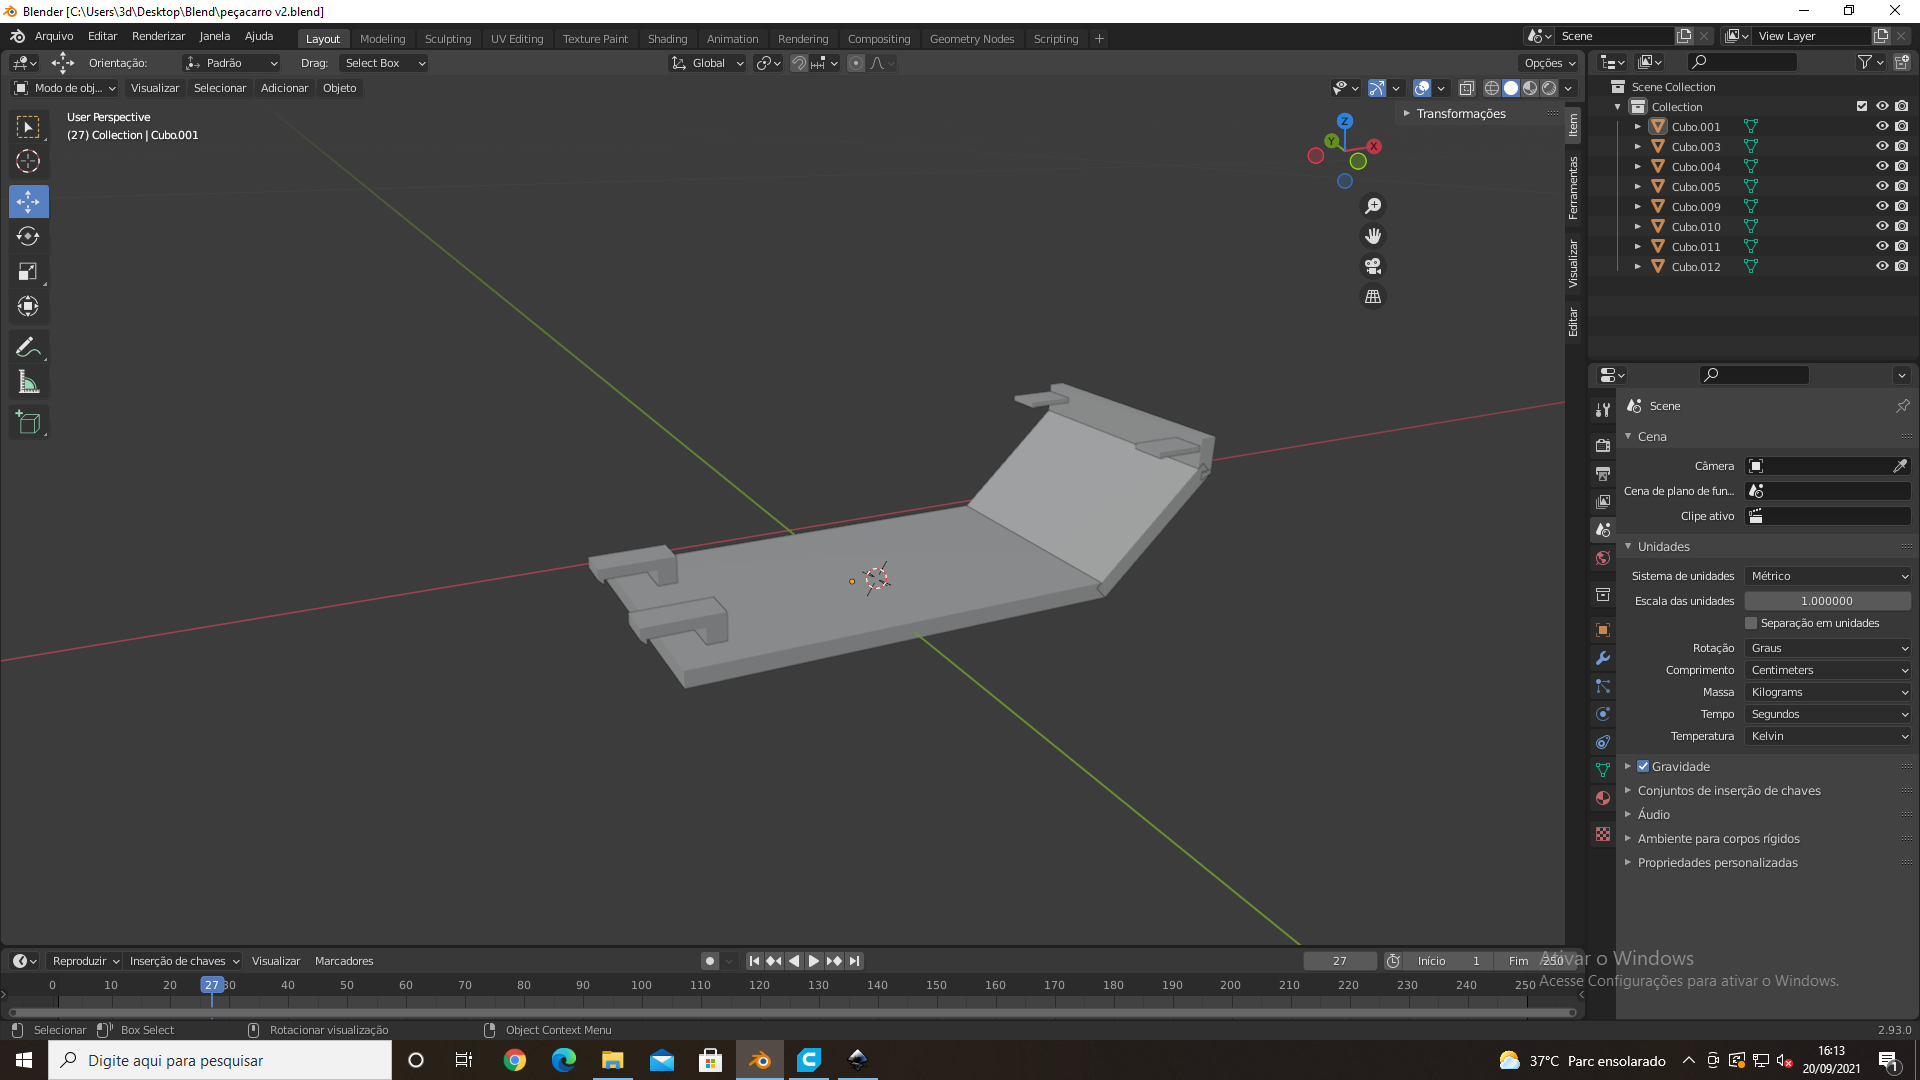 Blender [C:\Users\3d\Desktop\Blend\peçacarro v2.blend]
Arquivo Editar Renderizar Janela Ajuda Layout Modeling Sculpting UV Editing Texture Paint Shading Animation Rendering Compositing Geometry Nodes Scripting + Scene View Layer
Orientação: Padrão Drag: Select Box Global Opções
Modo de obj... Visualizar Selecionar Adicionar Objeto
User Perspective
(27) Collection | Cubo.001
Transformações
Z
Y
X
Item
Ferramentas
Visualizar
Editar
Scene Collection
Collection
Cubo.001
Cubo.003
Cubo.004
Cubo.005
Cubo.009
Cubo.010
Cubo.011
Cubo.012
Scene
Cena
Câmera
Cena de plano de fun...
Clipe ativo
Unidades
Sistema de unidades Métrico
Escala das unidades 1.000000
Separação em unidades
Rotação Graus
Comprimento Centimeters
Massa Kilograms
Tempo Segundos
Temperatura Kelvin
Gravidade
Conjuntos de inserção de chaves
Áudio
Ambiente para corpos rígidos
Propriedades personalizadas
Ativar o Windows
Acesse Configurações para ativar o Windows.
Reproduzir Inserção de chaves Visualizar Marcadores 27 Início 1 Fim 250
0 10 20 27 30 40 50 60 70 80 90 100 110 120 130 140 150 160 170 180 190 200 210 220 230 240 250
Selecionar Box Select Rotacionar visualização Object Context Menu 2.93.0
Digite aqui para pesquisar
37°C Parc ensolarado
16:13
20/09/2021
1